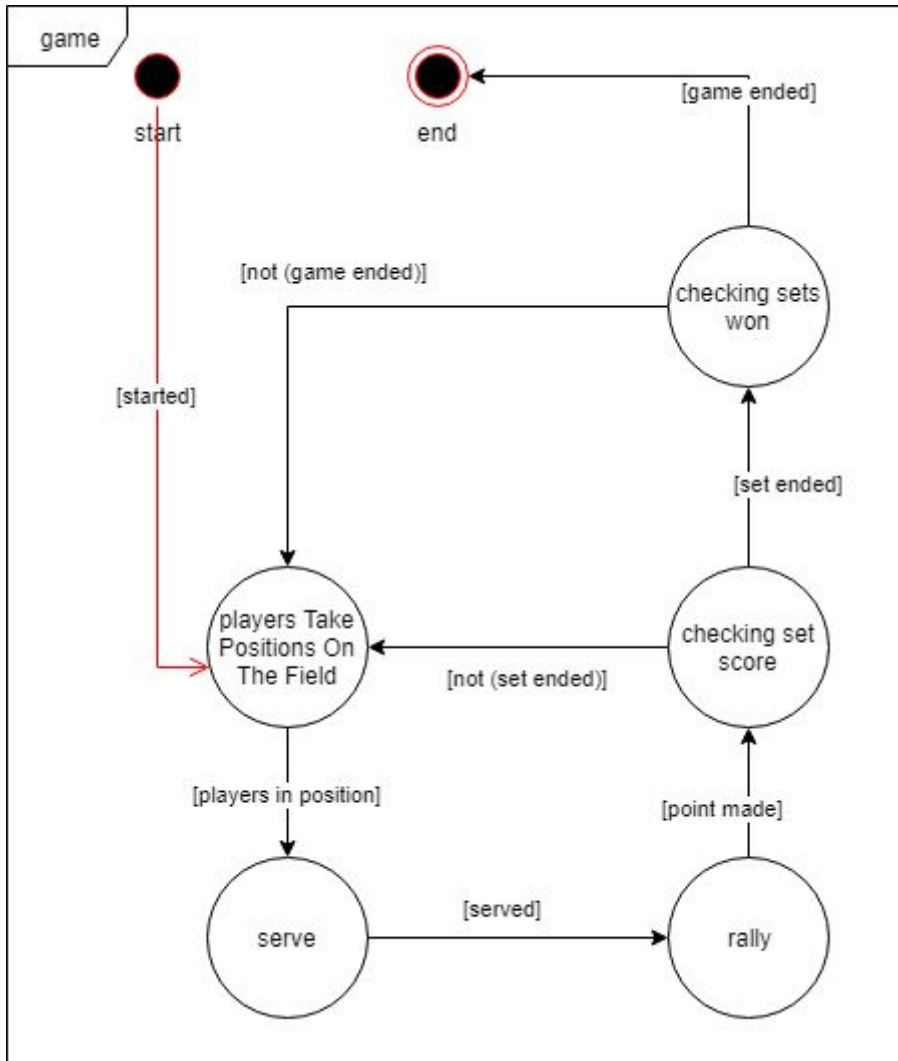 game
start
end
[game ended]
[not (game ended)]
checking sets
won
[started]
[set ended]
players Take
Positions On
The Field
checking set
score
[not (set ended)]
[players in position]
[point made]
serve
[served]
rally